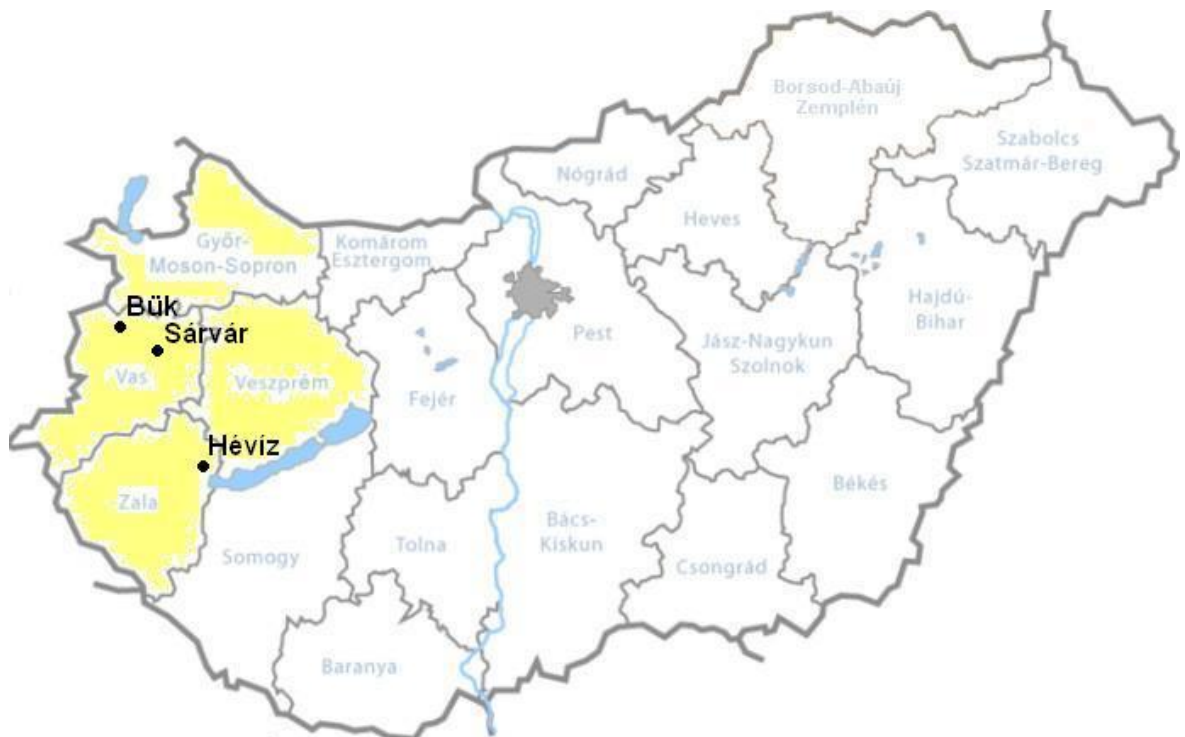 Borsod-Abaúj
Zemplén
Szabolcs
Szatmár-Bereg
Nógrád
Heves
Győr-
Moson-Sopron
Komárom
Esztergom
Pest
Hajdú-
Bihar
Jász-Nagykun
Szolnok
Bük
Sárvár
Vas
Veszprém
Fejér
Hévíz
Zala
Somogy
Tolna
Bács-
Kiskun
Békés
Csongrád
Baranya